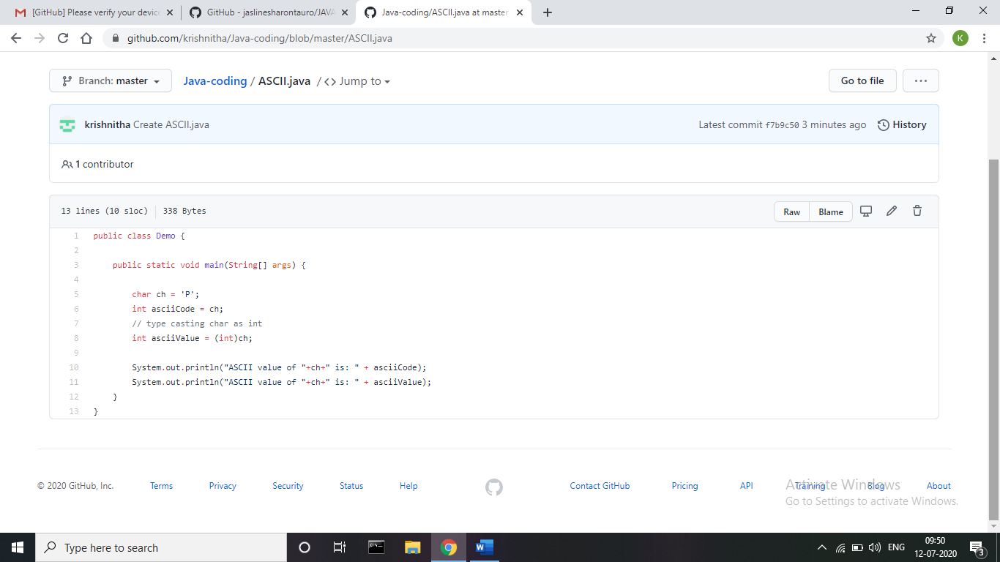 [GitHub] Please verify your device
GitHub - jaslinesharontauro/JAVA
Java-coding/ASCII.java at master
github.com/krishnitha/Java-coding/blob/master/ASCII.java
K
Branch: master
Java-coding / ASCII.java / <> Jump to
Go to file
...
krishnitha Create ASCII.java
Latest commit f7b9c50 3 minutes ago
History
1 contributor
13 lines (10 sloc) 338 Bytes
Raw
Blame
1 public class Demo {
2
3 public static void main(String[] args) {
4
5 char ch = 'P';
6 int asciiCode = ch;
7 // type casting char as int
8 int asciiValue = (int)ch;
9
10 System.out.println("ASCII value of "+ch+" is: " + asciiCode);
11 System.out.println("ASCII value of "+ch+" is: " + asciiValue);
12 }
13 }
© 2020 GitHub, Inc. Terms Privacy Security Status Help Contact GitHub Pricing API Training Blog About
Activate Windows
Go to Settings to activate Windows.
Type here to search
ENG
09:50
12-07-2020
3